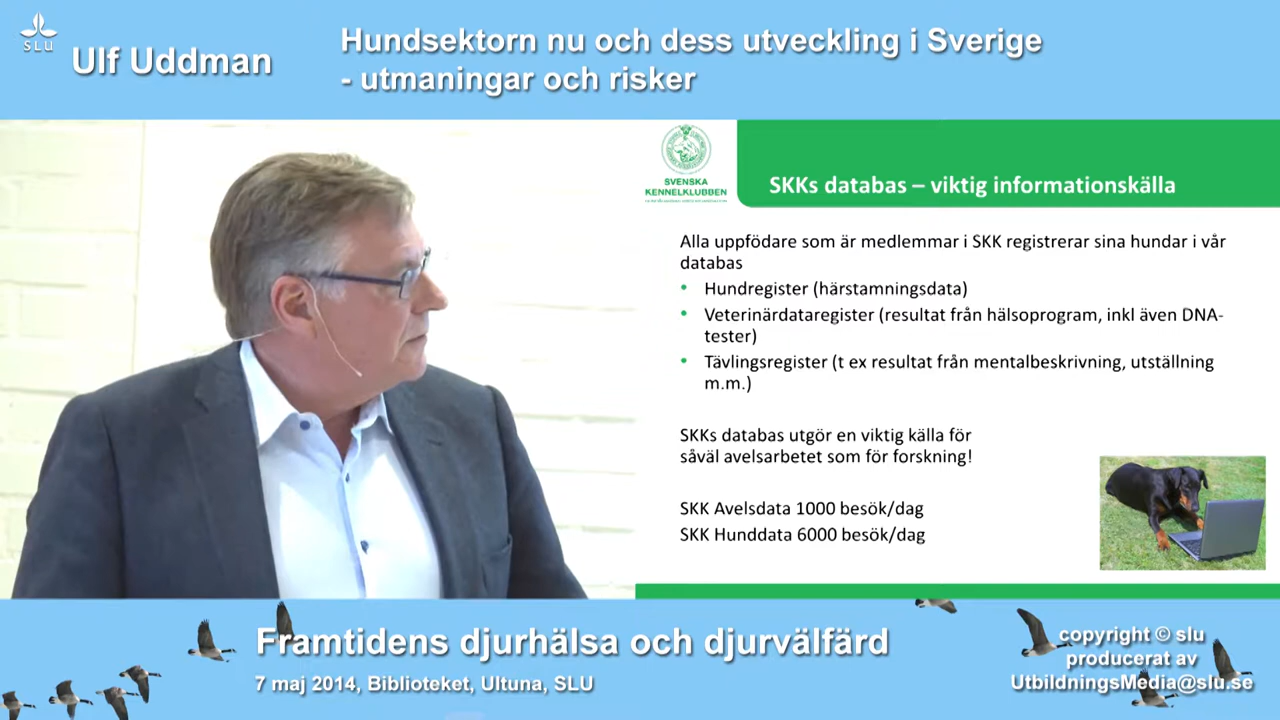 SLU
Ulf Uddman
Hundsektorn nu och dess utveckling i Sverige
- utmaningar och risker
SVENSKA
KENNELKLUBBEN
SKKs databas – viktig informationskälla
Alla uppfödare som är medlemmar i SKK registrerar sina hundar i vår
databas
• Hundregister (härstamningsdata)
• Veterinärdataregister (resultat från hälsoprogram, inkl även DNA-
tester)
• Tävlingsregister (t ex resultat från mentalbeskrivning, utställning
m.m.)
SKKs databas utgör en viktig källa för
såväl avelsarbetet som för forskning!
SKK Avelsdata 1000 besök/dag
SKK Hunddata 6000 besök/dag
Framtidens djurhälsa och djurvälfärd
7 maj 2014, Biblioteket, Ultuna, SLU
copyright © slu
producerat av
UtbildningsMedia@slu.se